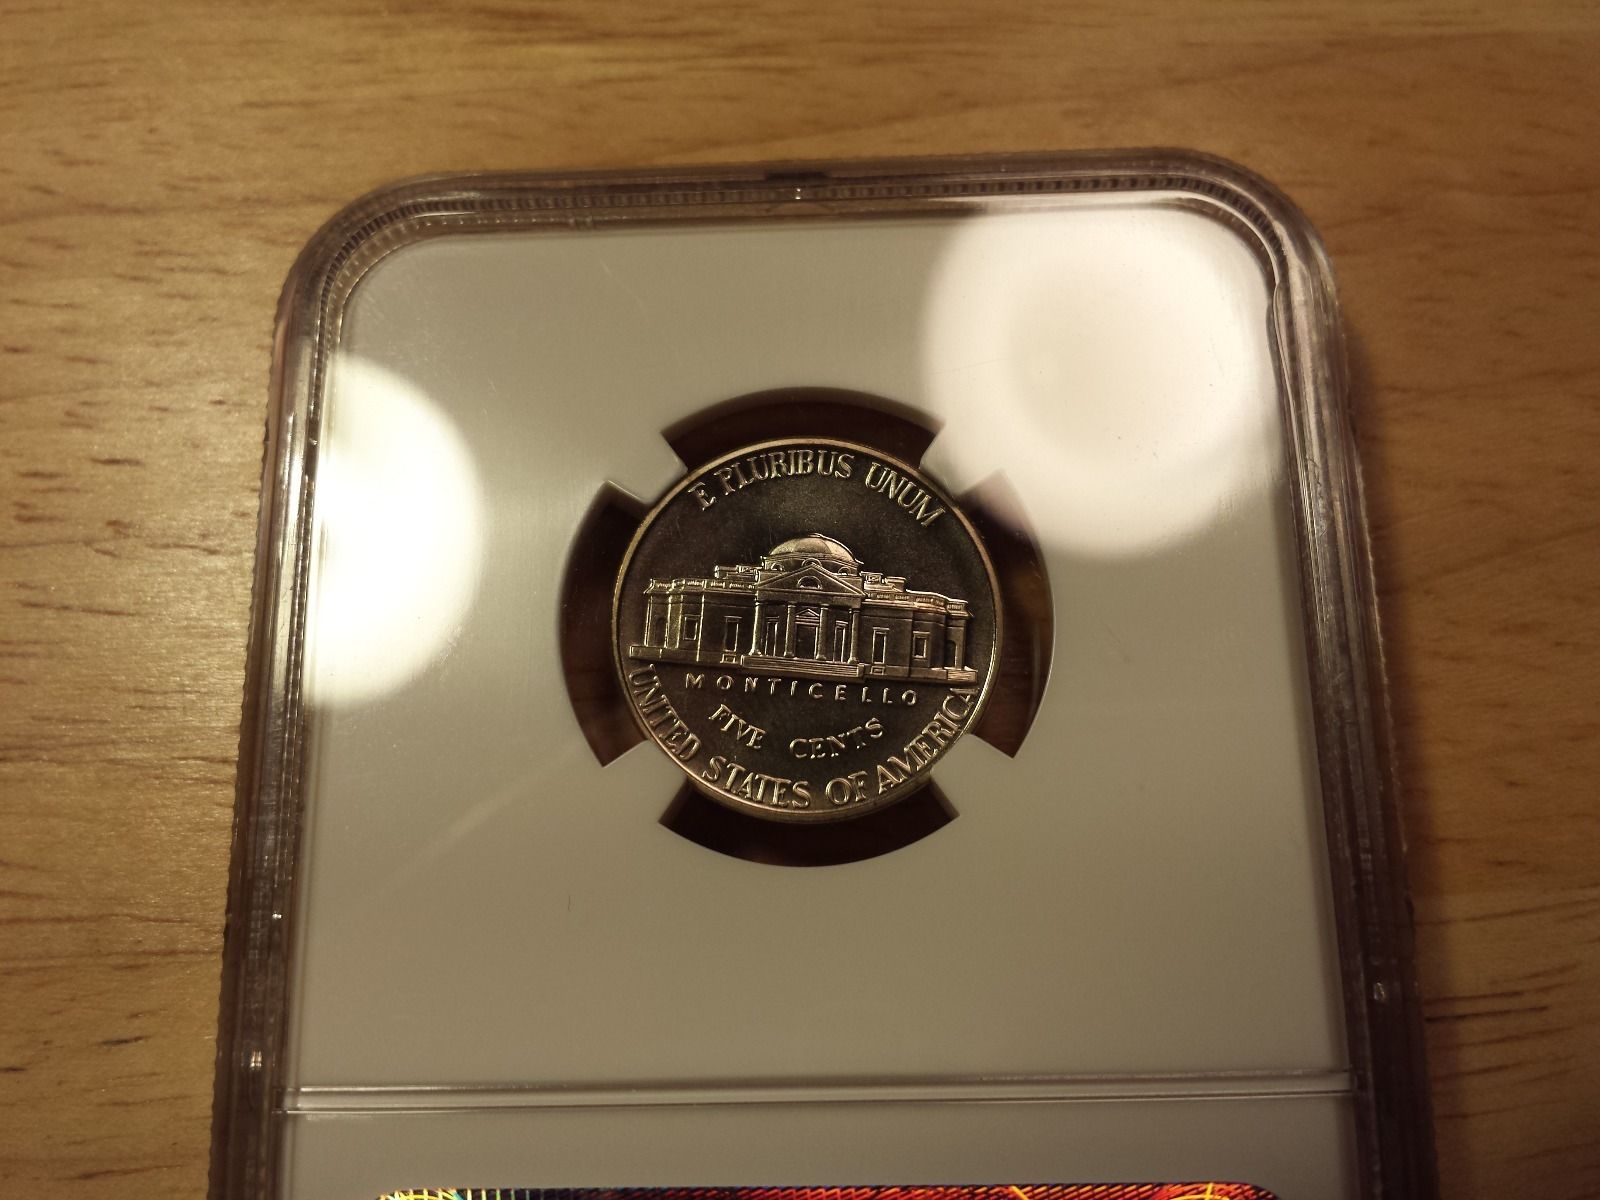 E PLURIBUS UNUM
MONTICELLO
FIVE CENTS
UNITED STATES OF AMERICA